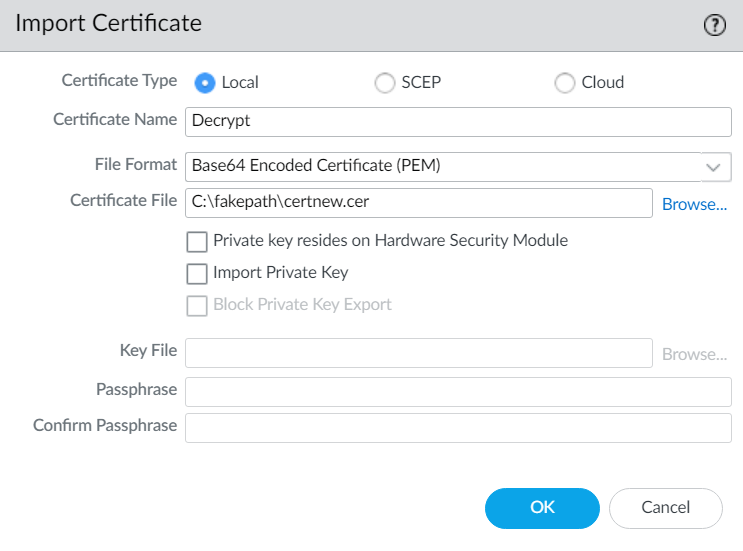 Import Certificate ?
Certificate Type Local SCEP Cloud
Certificate Name Decrypt
File Format Base64 Encoded Certificate (PEM)
Certificate File C:\fakepath\certnew.cer Browse...
Private key resides on Hardware Security Module
Import Private Key
Block Private Key Export
Key File Browse...
Passphrase
Confirm Passphrase
OK Cancel